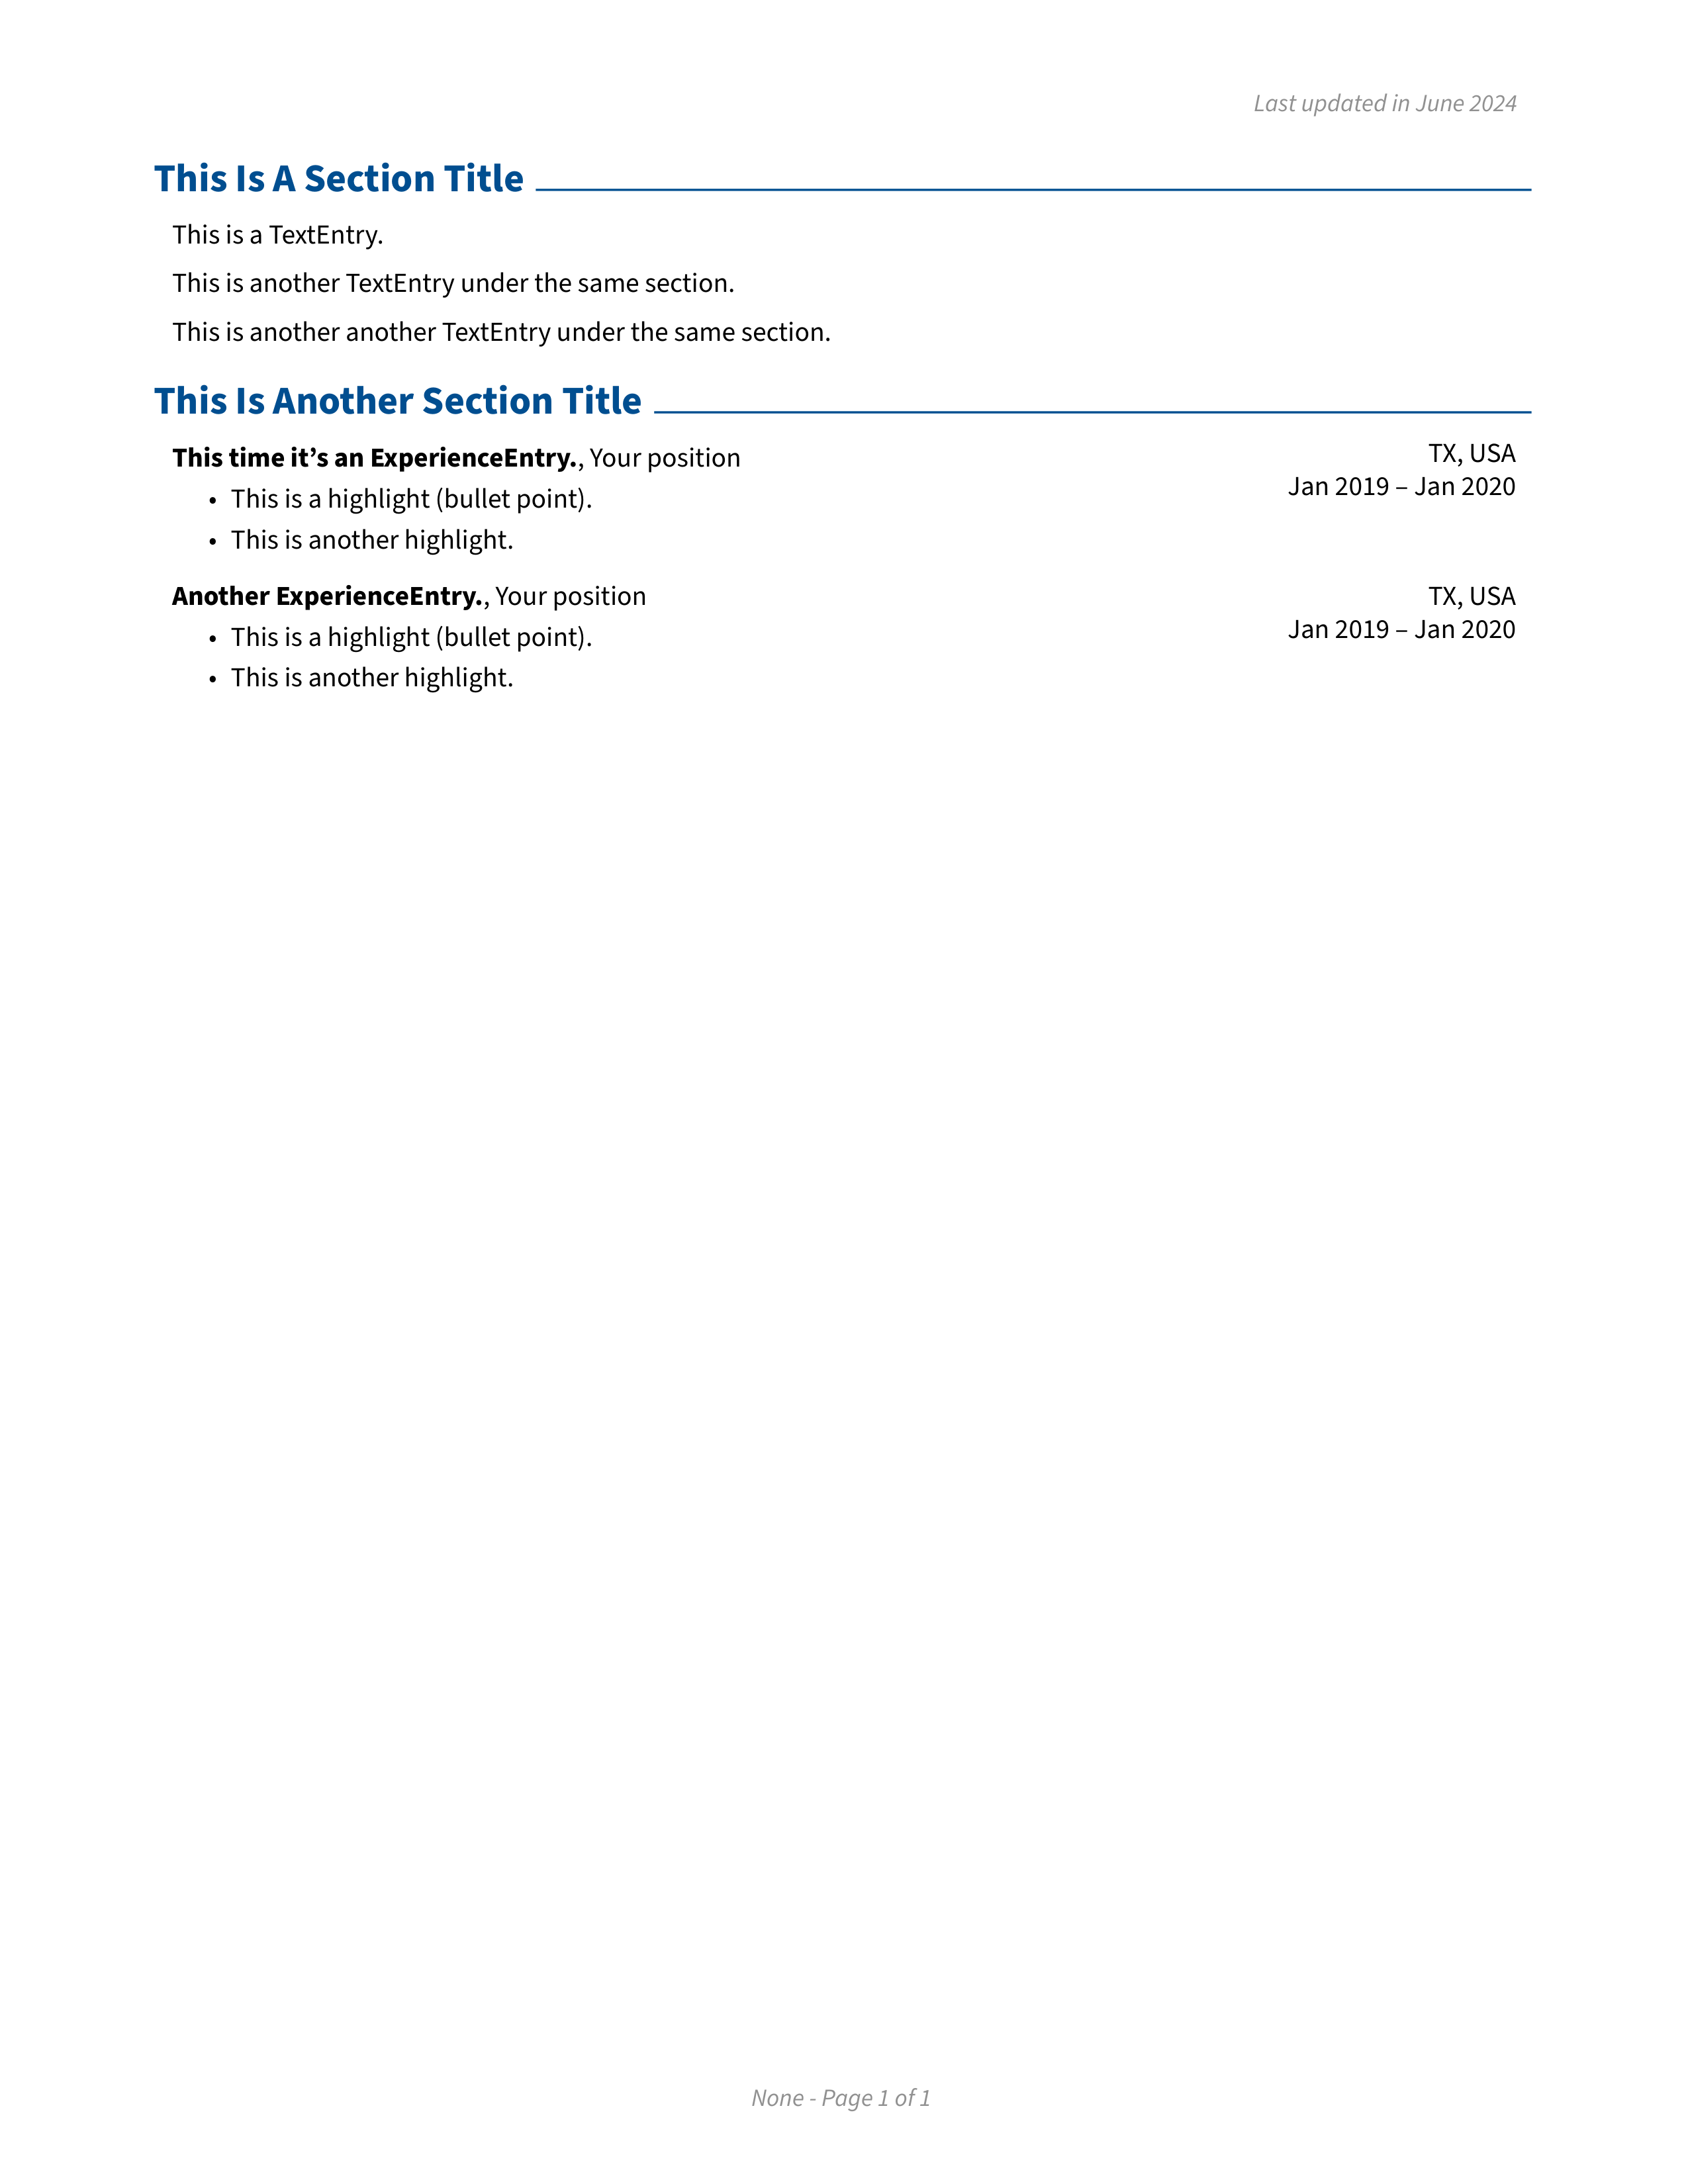 Last updated in June 2024
This Is A Section Title
This is a TextEntry.
This is another TextEntry under the same section.
This is another another TextEntry under the same section.
This Is Another Section Title
This time it’s an ExperienceEntry., Your position
TX, USA
Jan 2019 – Jan 2020
• This is a highlight (bullet point).
• This is another highlight.
Another ExperienceEntry., Your position
TX, USA
Jan 2019 – Jan 2020
• This is a highlight (bullet point).
• This is another highlight.
None - Page 1 of 1